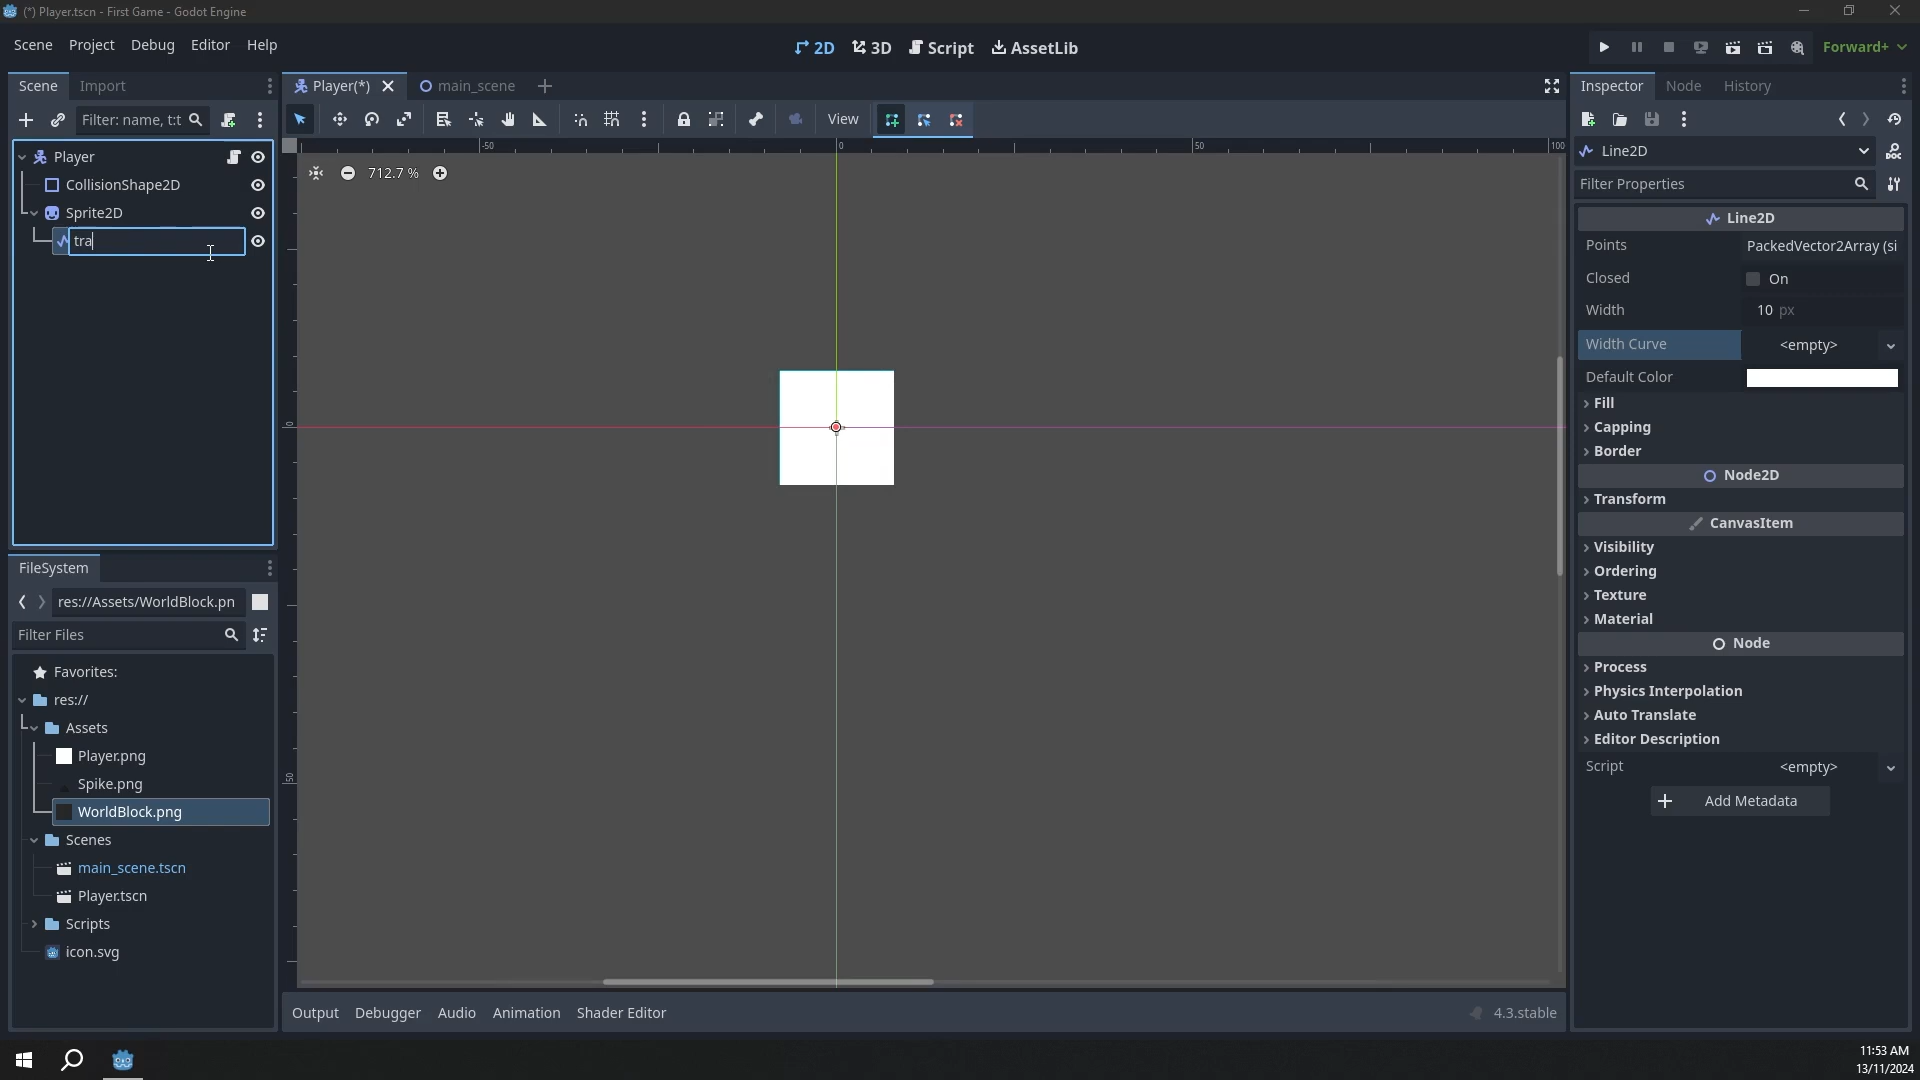 (*) Player.tscn - First Game - Godot Engine
Scene Project Debug Editor Help
2D 3D Script AssetLib
Forward+
Scene Import
Player(*) main_scene
Inspector Node History
Filter: name, t:t
View
Player
CollisionShape2D
Sprite2D
tra
-50 0 50 100
712.7 %
0
50
Line2D
Filter Properties
Line2D
Points PackedVector2Array (si
Closed On
Width 10 px
Width Curve <empty>
Default Color
Fill
Capping
Border
Node2D
Transform
CanvasItem
Visibility
Ordering
Texture
Material
Node
Process
Physics Interpolation
Auto Translate
Editor Description
Script <empty>
Add Metadata
FileSystem
res://Assets/WorldBlock.pn
Filter Files
Favorites:
res://
Assets
Player.png
Spike.png
WorldBlock.png
Scenes
main_scene.tscn
Player.tscn
Scripts
icon.svg
Output Debugger Audio Animation Shader Editor
4.3.stable
11:53 AM
13/11/2024